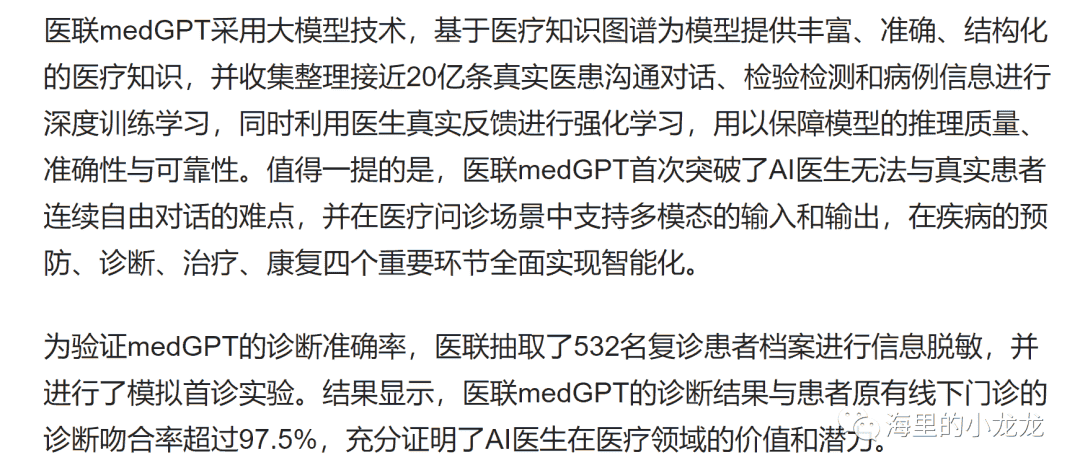 医联medGPT采用大模型技术，基于医疗知识图谱为模型提供丰富、准确、结构化
的医疗知识，并收集整理接近20亿条真实医患沟通对话、检验检测和病例信息进行
深度训练学习，同时利用医生真实反馈进行强化学习，用以保障模型的推理质量、
准确性与可靠性。值得一提的是，医联medGPT首次突破了AI医生无法与真实患者
连续自由对话的难点，并在医疗问诊场景中支持多模态的输入和输出，在疾病的预
防、诊断、治疗、康复四个重要环节全面实现智能化。
为验证medGPT的诊断准确率，医联抽取了532名复诊患者档案进行信息脱敏，并
进行了模拟首诊实验。结果显示，医联medGPT的诊断结果与患者原有线下门诊的
诊断吻合率超过97.5%，充分证明了AI医生在医疗领域的价值和潜力。
海里的小龙龙